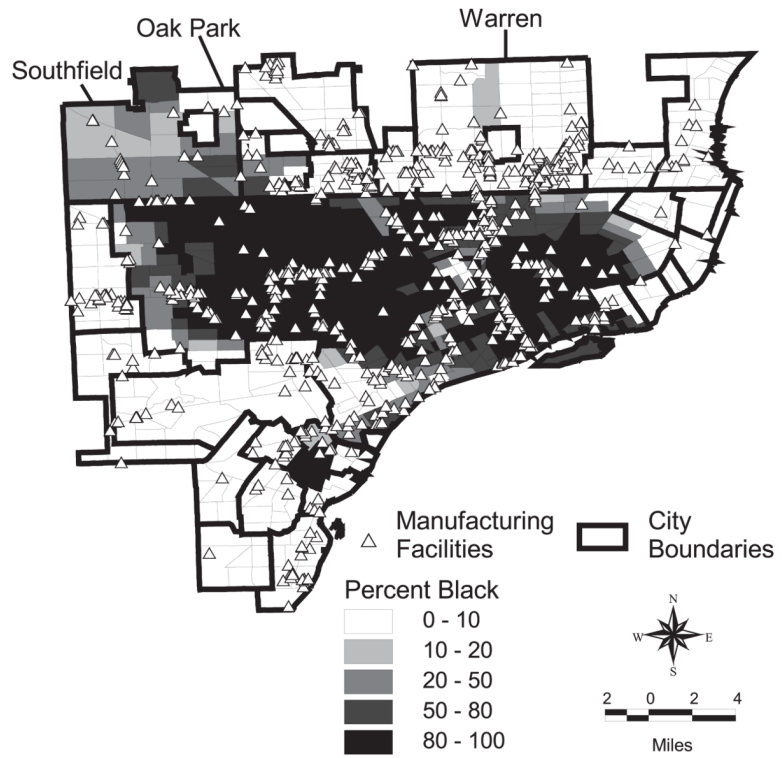 Warren
Oak Park
Southfield
Manufacturing
Facilities
City
Boundaries
Percent Black
0 - 10
10 - 20
20 - 50
50 - 80
80 - 100
N
W
E
S
2 0 2 4
Miles